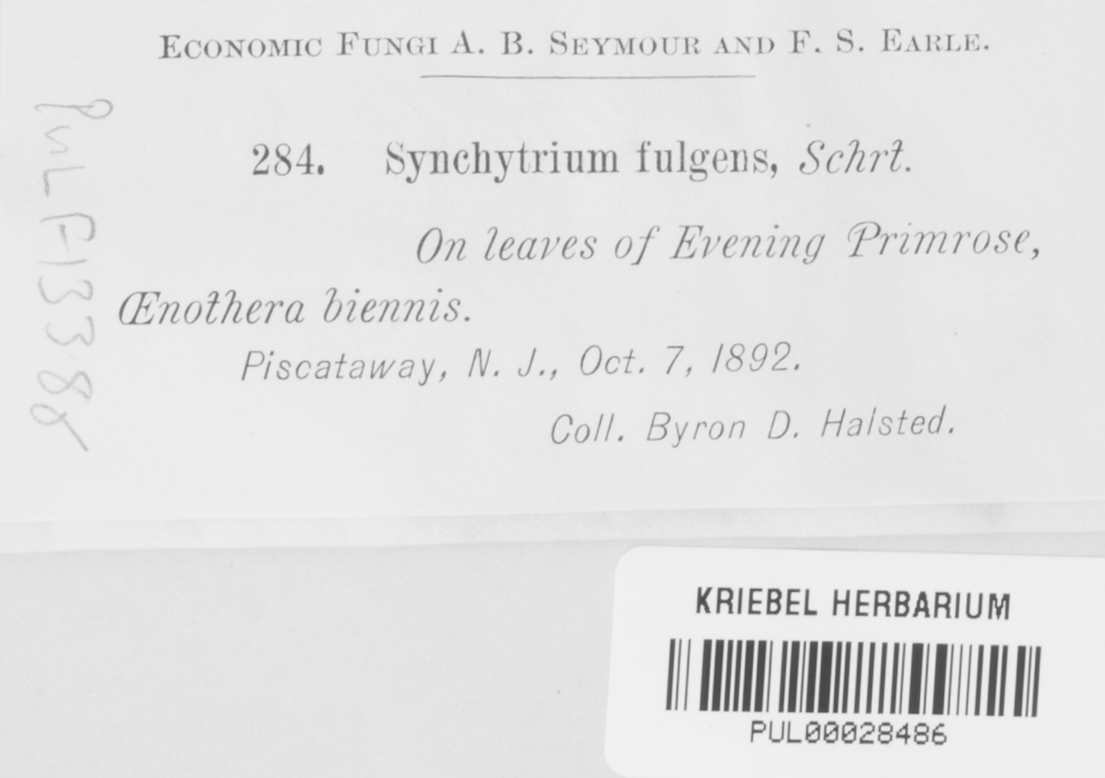 ECONOMIC FUNGI A. B. SEYMOUR AND F. S. EARLE.
284. Synchytrium fulgens, Schrt.
On leaves of Evening Primrose,
Œnothera biennis.
Piscataway, N. J., Oct. 7, 1892.
Coll. Byron D. Halsted.
PUL F
KRIEBEL HERBARIUM
PUL00028486